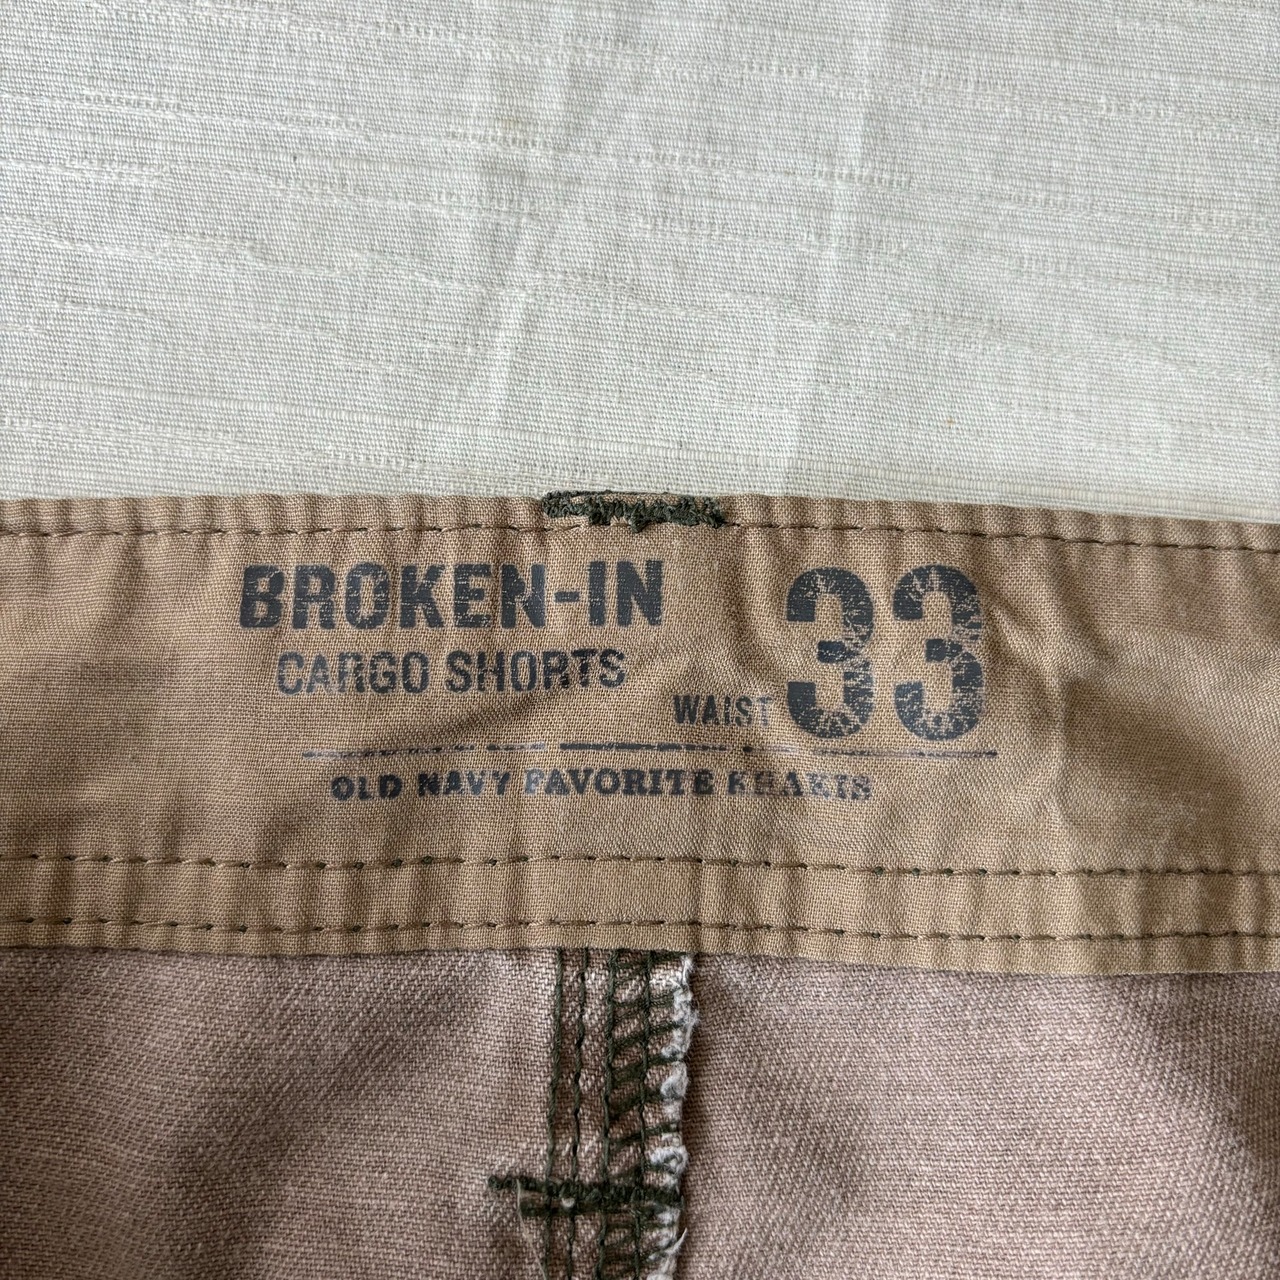 BROKEN-IN
CARGO SHORTS
WAIST 33
OLD NAVY FAVORITE KHAKIS